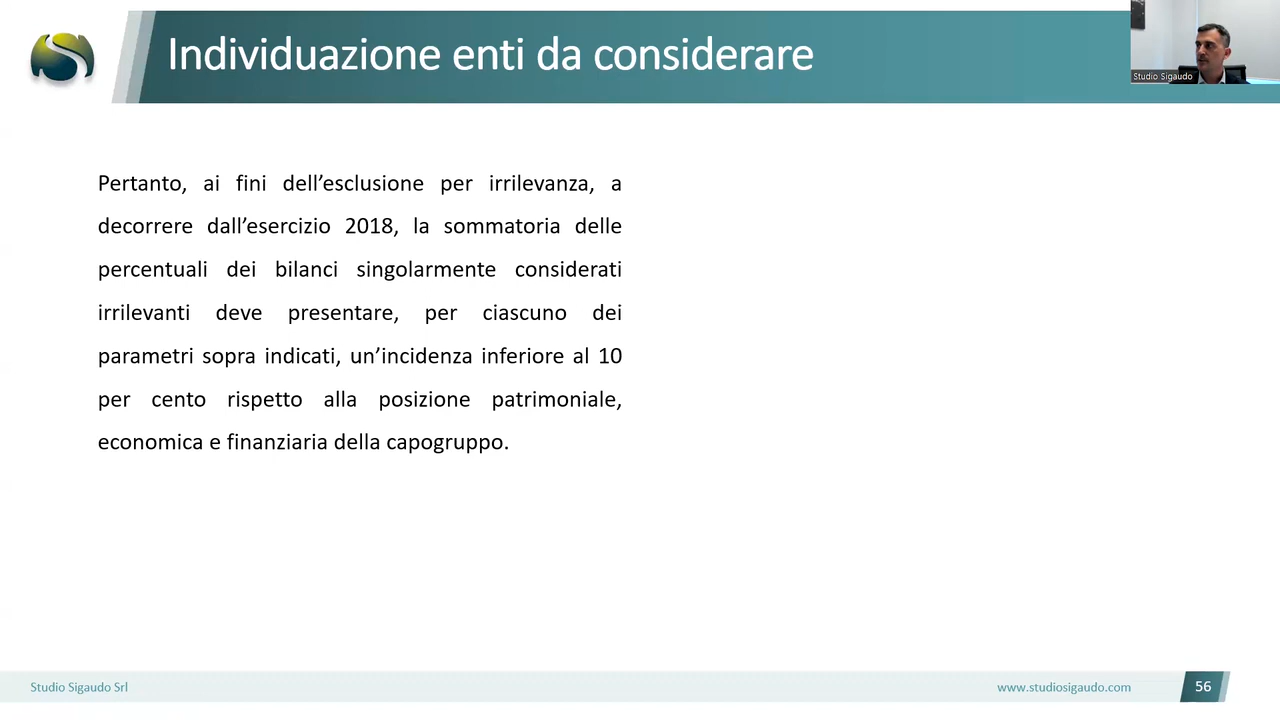 Individuazione enti da considerare
Studio Sigaudo
Pertanto, ai fini dell’esclusione per irrilevanza, a
decorrere dall’esercizio 2018, la sommatoria delle
percentuali dei bilanci singolarmente considerati
irrilevanti deve presentare, per ciascuno dei
parametri sopra indicati, un’incidenza inferiore al 10
per cento rispetto alla posizione patrimoniale,
economica e finanziaria della capogruppo.
Studio Sigaudo Srl
www.studiosigaudo.com
56